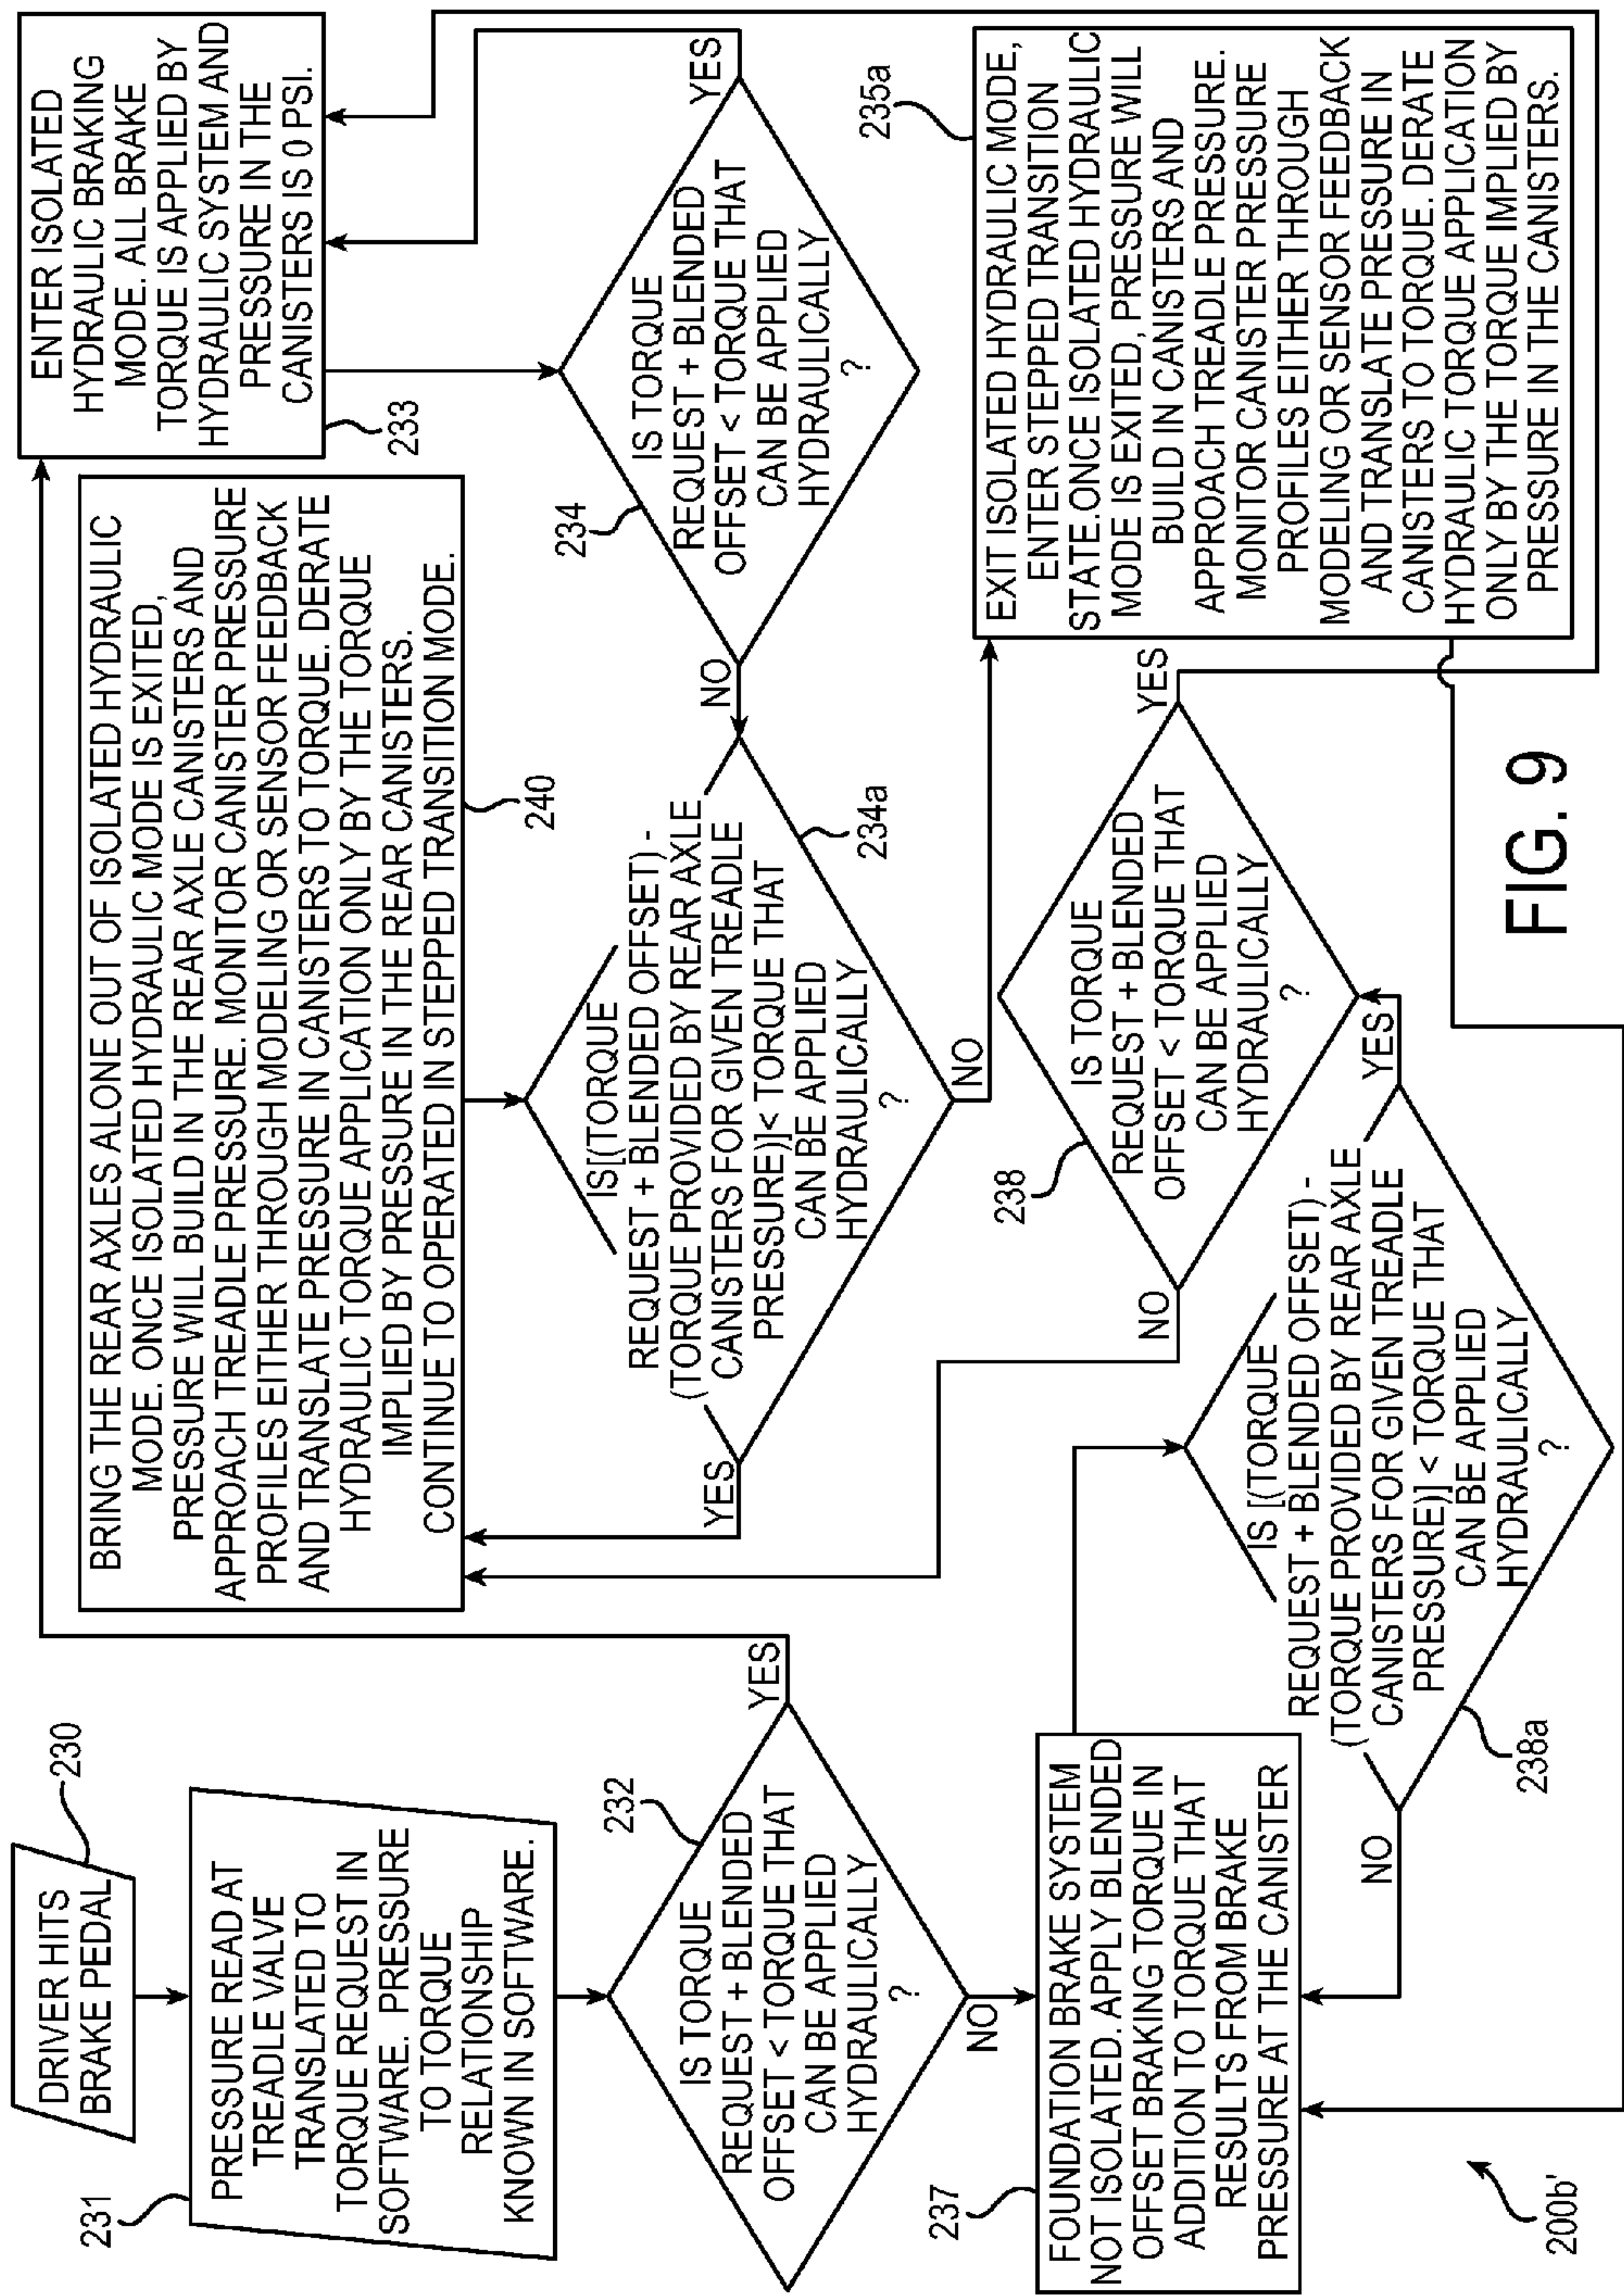 DRIVER HITS
BRAKE PEDAL
230
231
PRESSURE READ AT
TREADLE VALVE
TRANSLATED TO
TORQUE REQUEST IN
SOFTWARE. PRESSURE
TO TORQUE
RELATIONSHIP
KNOWN IN SOFTWARE.
232
IS TORQUE
REQUEST + BLENDED
OFFSET < TORQUE THAT
CAN BE APPLIED
HYDRAULICALLY
?
YES
NO
237
FOUNDATION BRAKE SYSTEM
NOT ISOLATED. APPLY BLENDED
OFFSET BRAKING TORQUE IN
ADDITION TO TORQUE THAT
RESULTS FROM BRAKE
PRESSURE AT THE CANISTER
200b'
BRING THE REAR AXLES ALONE OUT OF ISOLATED HYDRAULIC
MODE. ONCE ISOLATED HYDRAULIC MODE IS EXITED,
PRESSURE WILL BUILD IN THE REAR AXLE CANISTERS AND
APPROACH TREADLE PRESSURE. MONITOR CANISTER PRESSURE
PROFILES EITHER THROUGH MODELING OR SENSOR FEEDBACK
AND TRANSLATE PRESSURE IN CANISTERS TO TORQUE. DERATE
HYDRAULIC TORQUE APPLICATION ONLY BY THE TORQUE
IMPLIED BY PRESSURE IN THE REAR CANISTERS.
CONTINUE TO OPERATED IN STEPPED TRANSITION MODE.
240
IS[(TORQUE
REQUEST + BLENDED OFFSET) -
(TORQUE PROVIDED BY REAR AXLE
CANISTERS FOR GIVEN TREADLE
PRESSURE)]< TORQUE THAT
CAN BE APPLIED
HYDRAULICALLY
?
YES
NO
234a
IS [(TORQUE
REQUEST + BLENDED OFFSET) -
(TORQUE PROVIDED BY REAR AXLE
CANISTERS FOR GIVEN TREADLE
PRESSURE)] < TORQUE THAT
CAN BE APPLIED
HYDRAULICALLY
?
YES
NO
238a
238
IS TORQUE
REQUEST + BLENDED
OFFSET < TORQUE THAT
CAN BE APPLIED
HYDRAULICALLY
?
YES
NO
ENTER ISOLATED
HYDRAULIC BRAKING
MODE. ALL BRAKE
TORQUE IS APPLIED BY
HYDRAULIC SYSTEM AND
PRESSURE IN THE
CANISTERS IS 0 PSI.
233
234
IS TORQUE
REQUEST + BLENDED
OFFSET < TORQUE THAT
CAN BE APPLIED
HYDRAULICALLY
?
YES
NO
235a
EXIT ISOLATED HYDRAULIC MODE,
ENTER STEPPED TRANSITION
STATE.ONCE ISOLATED HYDRAULIC
MODE IS EXITED, PRESSURE WILL
BUILD IN CANISTERS AND
APPROACH TREADLE PRESSURE.
MONITOR CANISTER PRESSURE
PROFILES EITHER THROUGH
MODELING OR SENSOR FEEDBACK
AND TRANSLATE PRESSURE IN
CANISTERS TO TORQUE. DERATE
HYDRAULIC TORQUE APPLICATION
ONLY BY THE TORQUE IMPLIED BY
PRESSURE IN THE CANISTERS.
FIG. 9